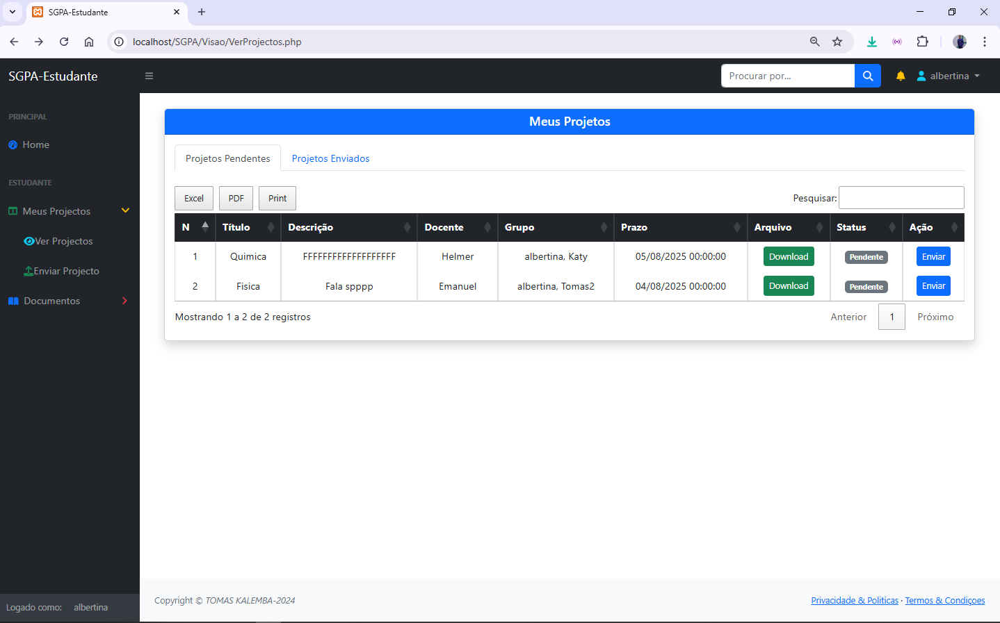 SGPA-Estudante
localhost/SGPA/Visao/VerProjectos.php
SGPA-Estudante
Procurar por...
albertina
PRINCIPAL
Home
ESTUDANTE
Meus Projectos
Ver Projectos
Enviar Projecto
Documentos
Logado como: albertina
Meus Projetos
Projetos Pendentes Projetos Enviados
Excel PDF Print Pesquisar:
N Título Descrição Docente Grupo Prazo Arquivo Status Ação
1 Quimica FFFFFFFFFFFFFFFFFFF Helmer albertina, Katy 05/08/2025 00:00:00 Download Pendente Enviar
2 Fisica Fala spppp Emanuel albertina, Tomas2 04/08/2025 00:00:00 Download Pendente Enviar
Mostrando 1 a 2 de 2 registros Anterior 1 Próximo
Copyright © TOMAS KALEMBA-2024 Privacidade & Politicas · Termos & Condiçoes